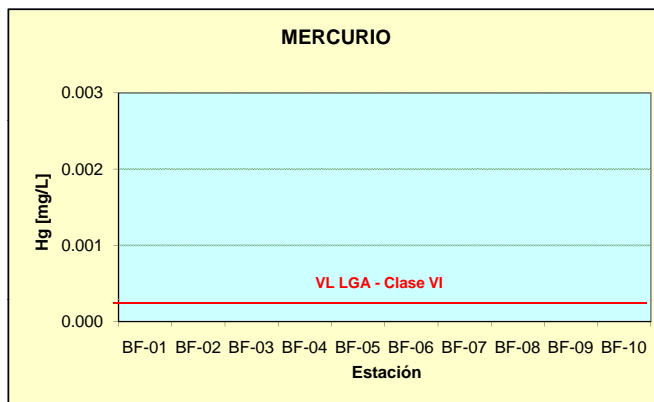 MERCURIO
0.003
0.002
0.001
0.000
Hg [mg/L]
VL LGA - Clase VI
BF-01 BF-02 BF-03 BF-04 BF-05 BF-06 BF-07 BF-08 BF-09 BF-10
Estación